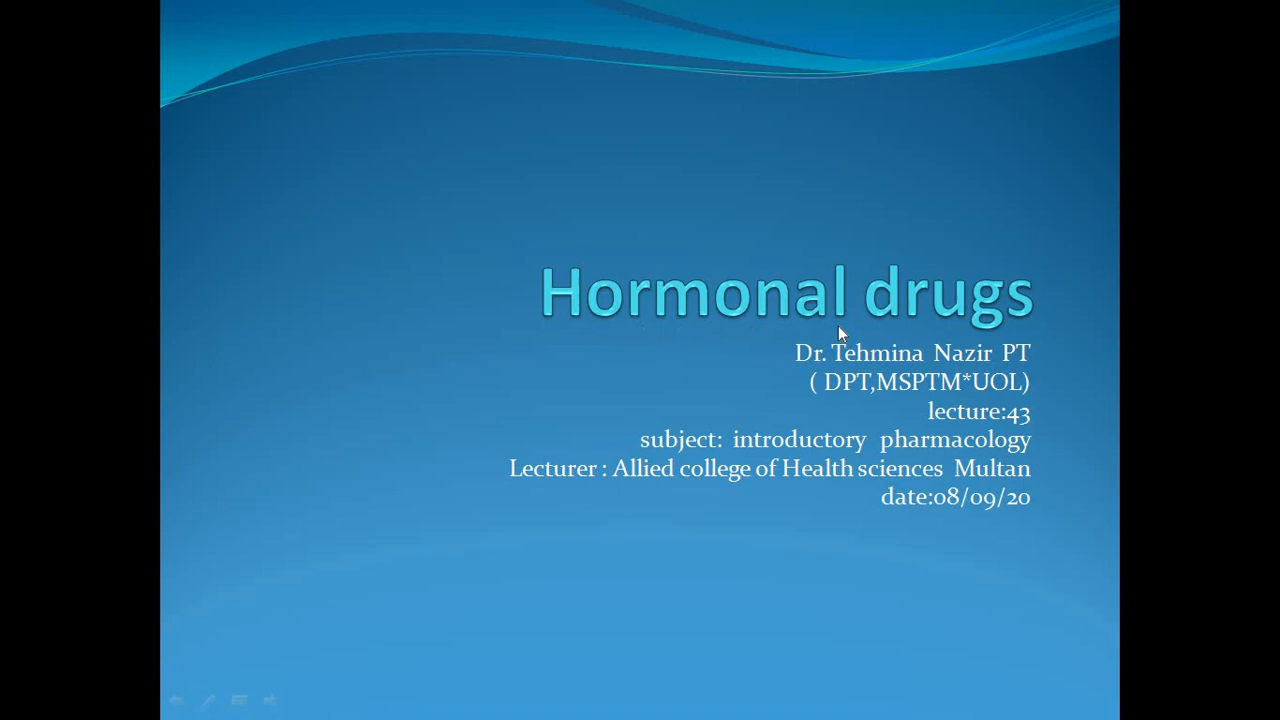 Hormonal drugs
Dr. Tehmina Nazir PT
( DPT,MSPTM*UOL)
lecture:43
subject: introductory pharmacology
Lecturer : Allied college of Health sciences Multan
date:08/09/20